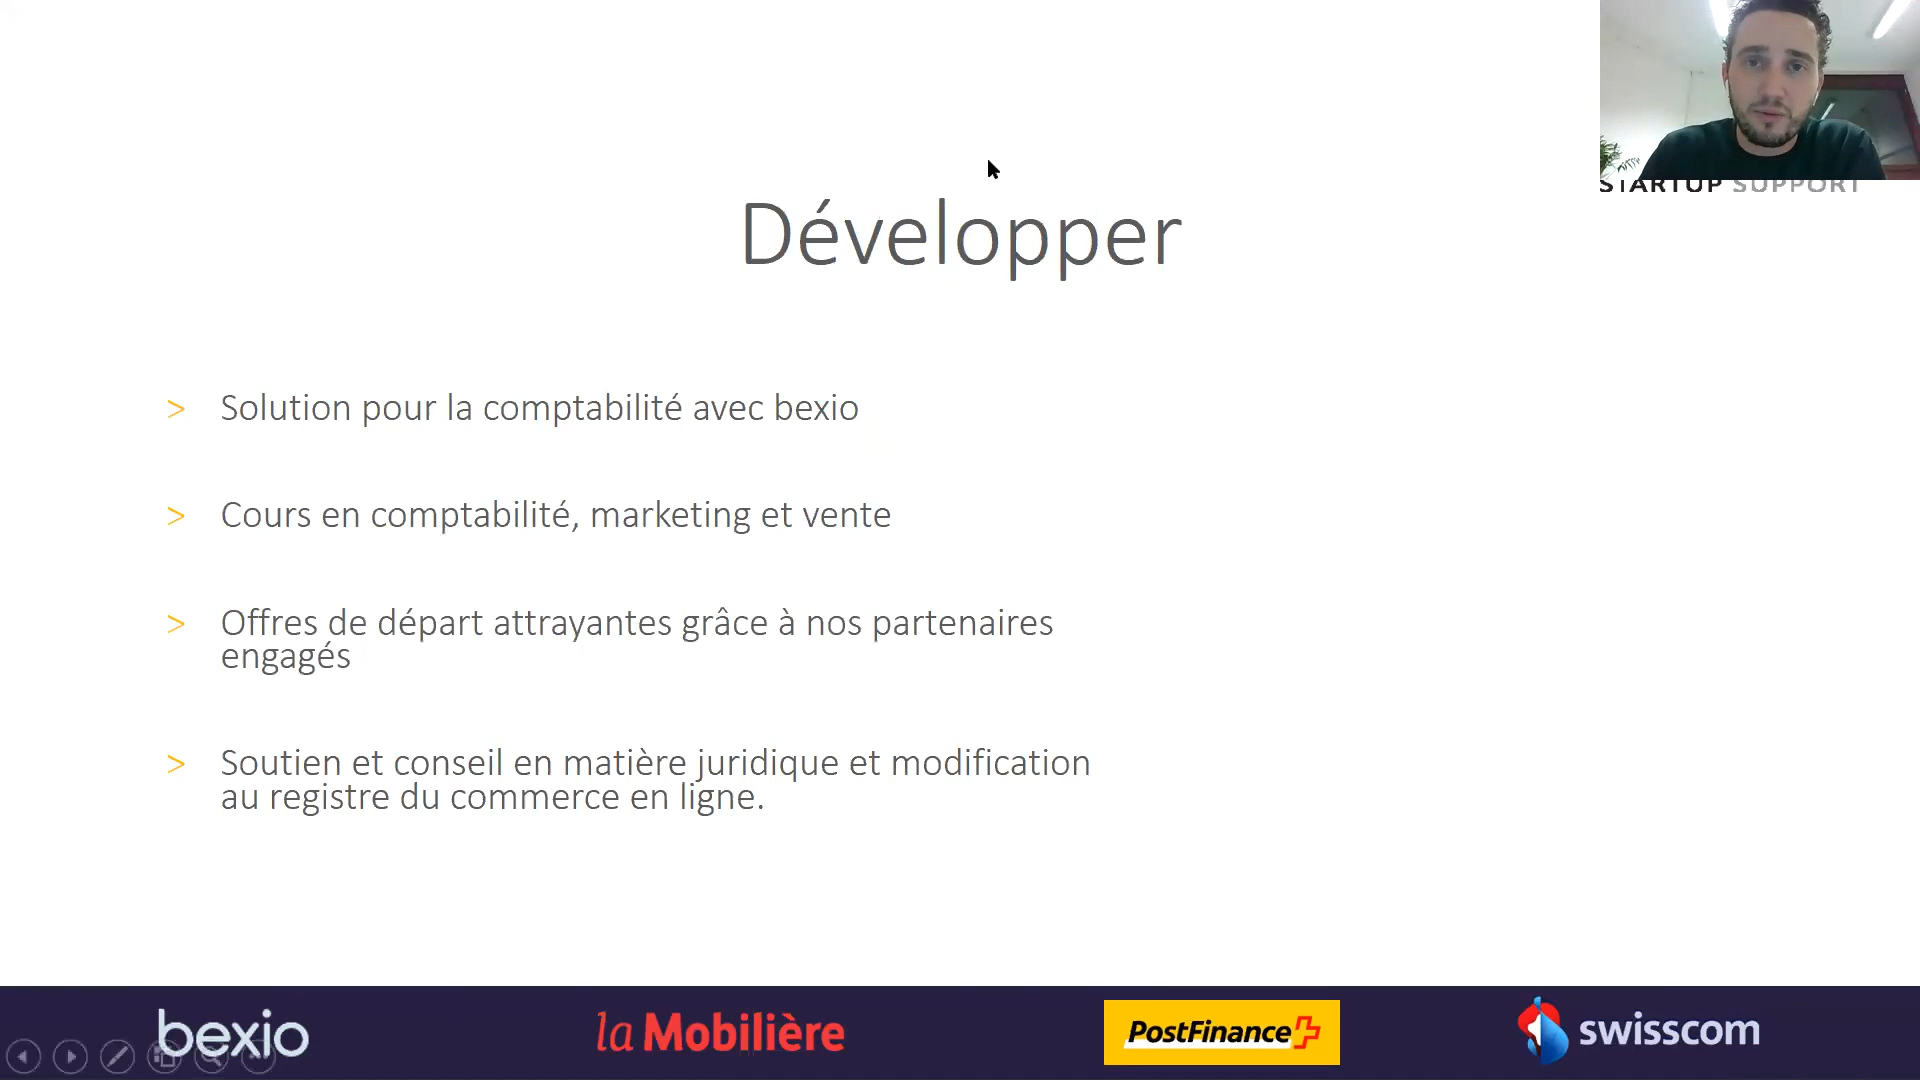 STARTUP SUPPORT
Développer
> Solution pour la comptabilité avec bexio
> Cours en comptabilité, marketing et vente
> Offres de départ attrayantes grâce à nos partenaires
engagés
> Soutien et conseil en matière juridique et modification
au registre du commerce en ligne.
bexio
la Mobilière
PostFinance
swisscom